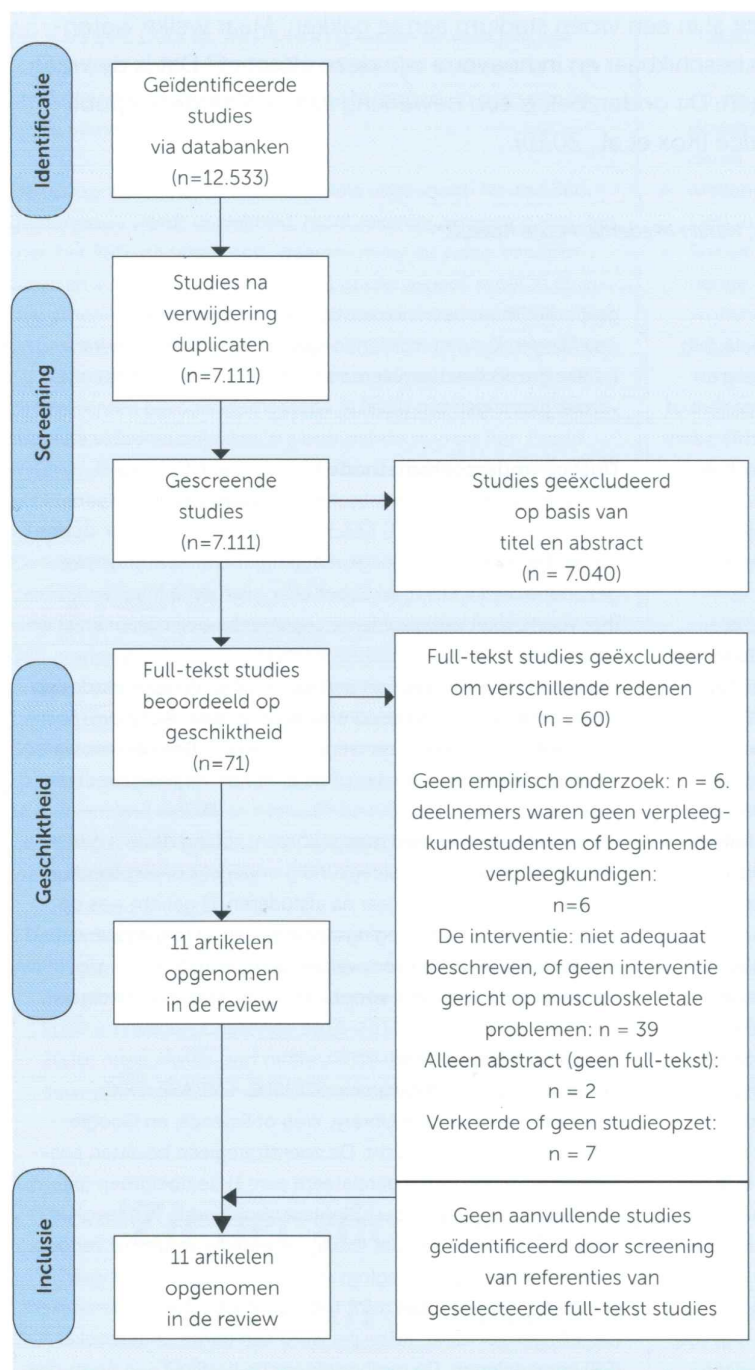 Identificatie
Geïdentificeerde
studies
via databanken
(n=12.533)
Screening
Studies na
verwijdering
duplicaten
(n=7.111)
Gescreende
studies
(n=7.111)
Studies geëxcludeerd
op basis van
titel en abstract
(n = 7.040)
Geschiktheid
Full-tekst studies
beoordeeld op
geschiktheid
(n=71)
Full-tekst studies geëxcludeerd
om verschillende redenen
(n = 60)
Geen empirisch onderzoek: n = 6.
deelnemers waren geen verpleeg-
kundestudenten of beginnende
verpleegkundigen:
n=6
De interventie: niet adequaat
beschreven, of geen interventie
gericht op musculoskeletale
problemen: n = 39
Alleen abstract (geen full-tekst):
n = 2
Verkeerde of geen studieopzet:
n = 7
11 artikelen
opgenomen
in de review
Inclusie
11 artikelen
opgenomen
in de review
Geen aanvullende studies
geïdentificeerd door screening
van referenties van
geselecteerde full-tekst studies